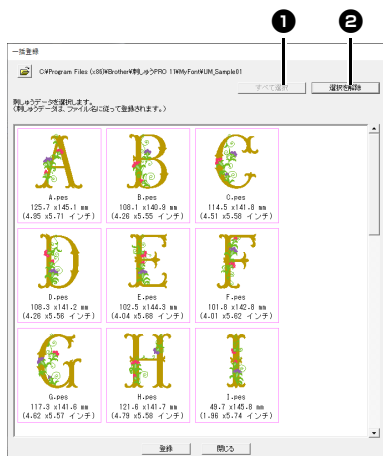 1 2
一括登録
C:¥Program Files (x86)¥Brother¥刺しゅうPRO 11¥MyFont¥UM_Sample01
すべて選択 選択を解除
刺しゅうデータを選択します。
(刺しゅうデータは、ファイル名に従って登録されます。)
A B C
A.pes B.pes C.pes
125.7 x145.1 mm 108.1 x140.9 mm 114.5 x141.8 mm
(4.95 x5.71 インチ) (4.26 x5.55 インチ) (4.51 x5.58 インチ)
D E F
D.pes E.pes F.pes
108.3 x141.2 mm 102.5 x144.3 mm 101.8 x142.8 mm
(4.26 x5.56 インチ) (4.04 x5.68 インチ) (4.01 x5.62 インチ)
G H I
G.pes H.pes I.pes
117.3 x141.6 mm 121.6 x141.7 mm 49.7 x145.8 mm
(4.62 x5.57 インチ) (4.79 x5.58 インチ) (1.96 x5.74 インチ)
登録 閉じる